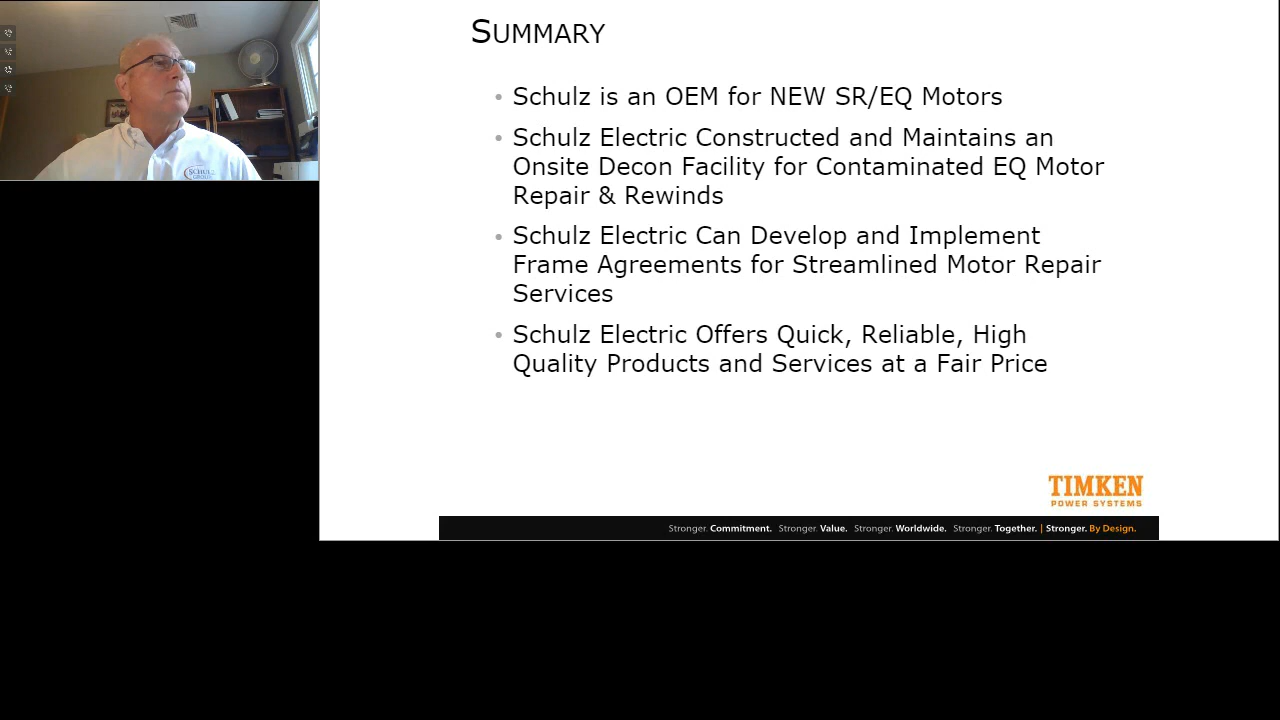 SUMMARY
• Schulz is an OEM for NEW SR/EQ Motors
• Schulz Electric Constructed and Maintains an
Onsite Decon Facility for Contaminated EQ Motor
Repair & Rewinds
• Schulz Electric Can Develop and Implement
Frame Agreements for Streamlined Motor Repair
Services
• Schulz Electric Offers Quick, Reliable, High
Quality Products and Services at a Fair Price
TIMKEN
POWER SYSTEMS
Stronger. Commitment. Stronger. Value. Stronger. Worldwide. Stronger. Together. | Stronger. By Design.
SCHULZ
GROUP